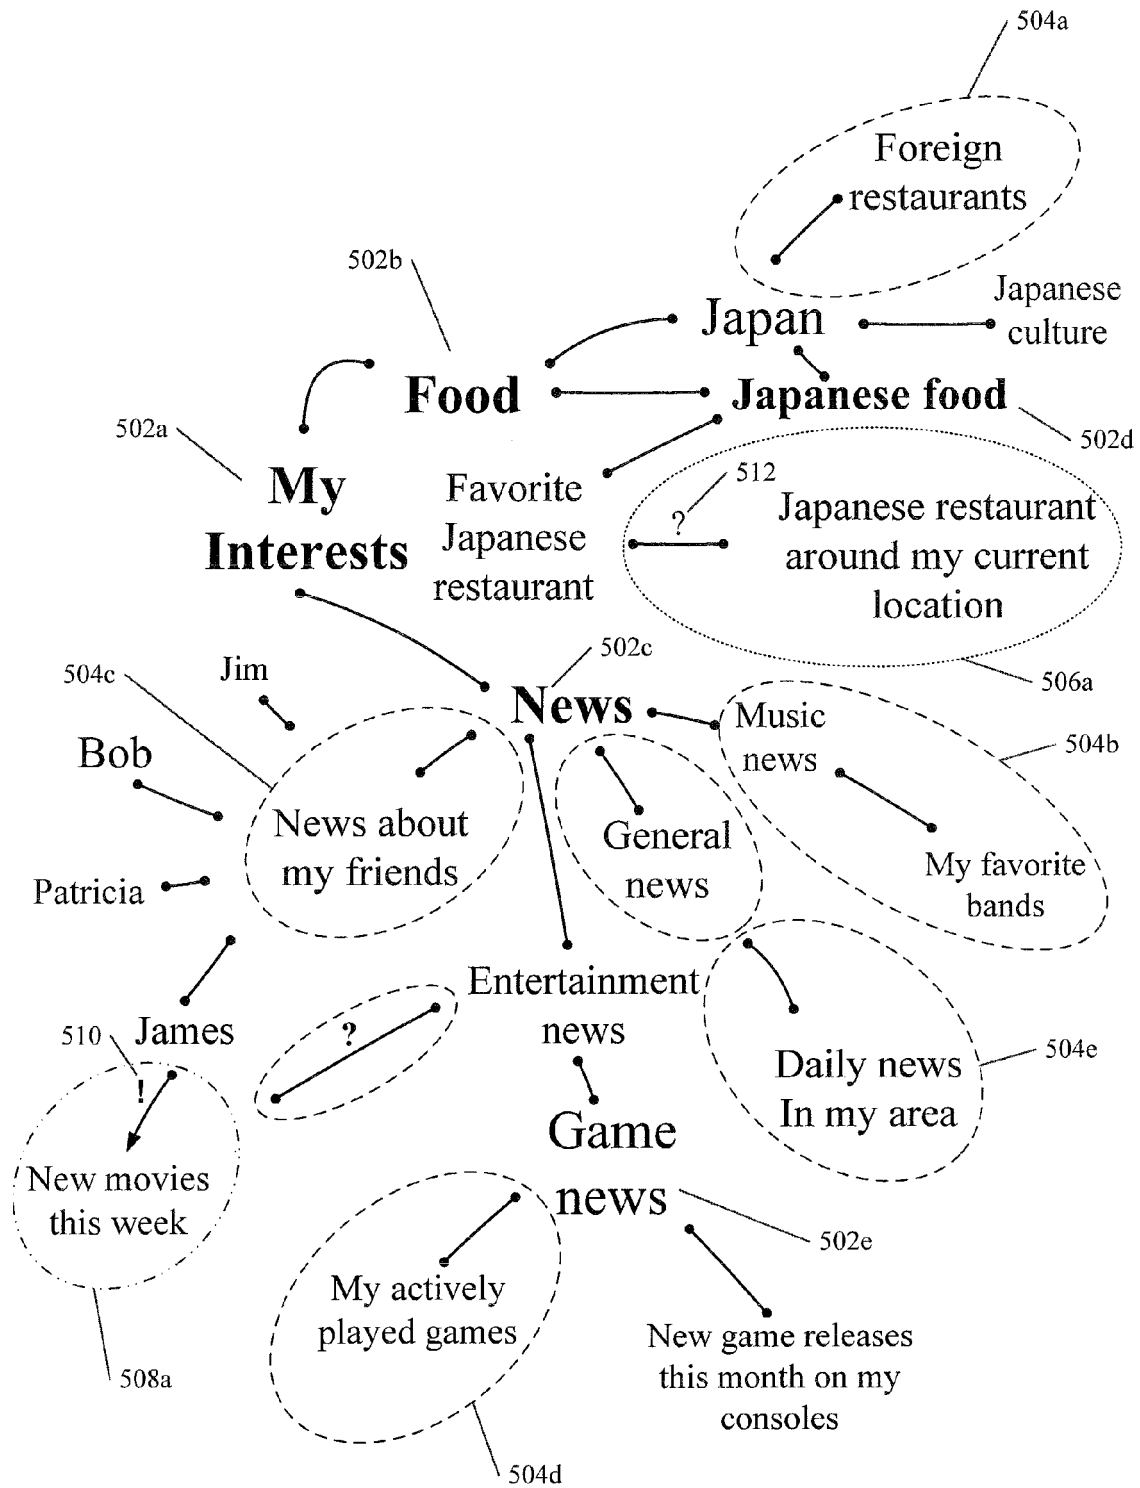 504a
Foreign
restaurants
502b
Japanese
culture
Japan
Food
Japanese food
502a
502d
My
Interests
Favorite
Japanese
restaurant
512
?
Japanese restaurant
around my current
location
506a
504c
Jim
502c
News
Music
news
504b
Bob
News about
my friends
General
news
My favorite
bands
Patricia
Entertainment
news
?
510
James
!
Daily news
In my area
504e
Game
news
New movies
this week
502e
My actively
played games
New game releases
this month on my
consoles
508a
504d